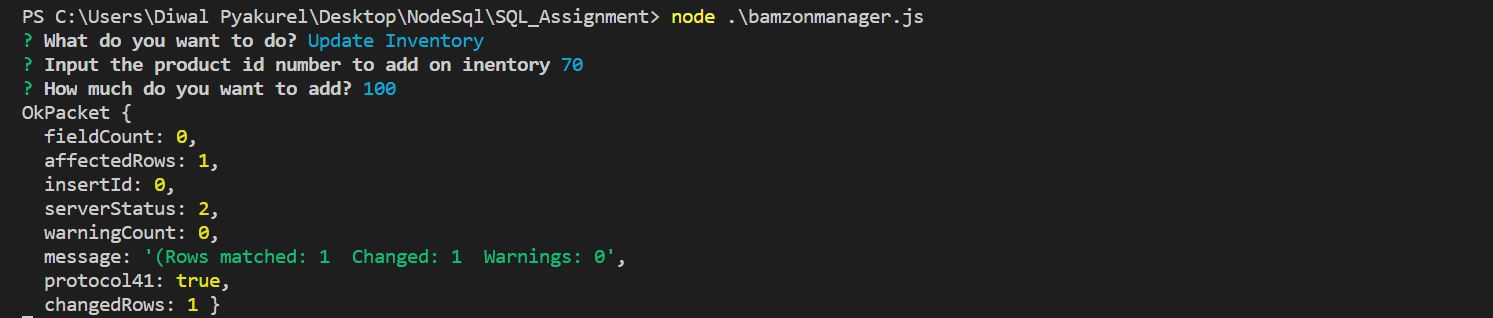 PS C:\Users\Diwal Pyakurel\Desktop\NodeSql\SQL_Assignment> node .\bamzonmanager.js
? What do you want to do? Update Inventory
? Input the product id number to add on inentory 70
? How much do you want to add? 100
OkPacket {
  fieldCount: 0,
  affectedRows: 1,
  insertId: 0,
  serverStatus: 2,
  warningCount: 0,
  message: '(Rows matched: 1  Changed: 1  Warnings: 0',
  protocol41: true,
  changedRows: 1 }